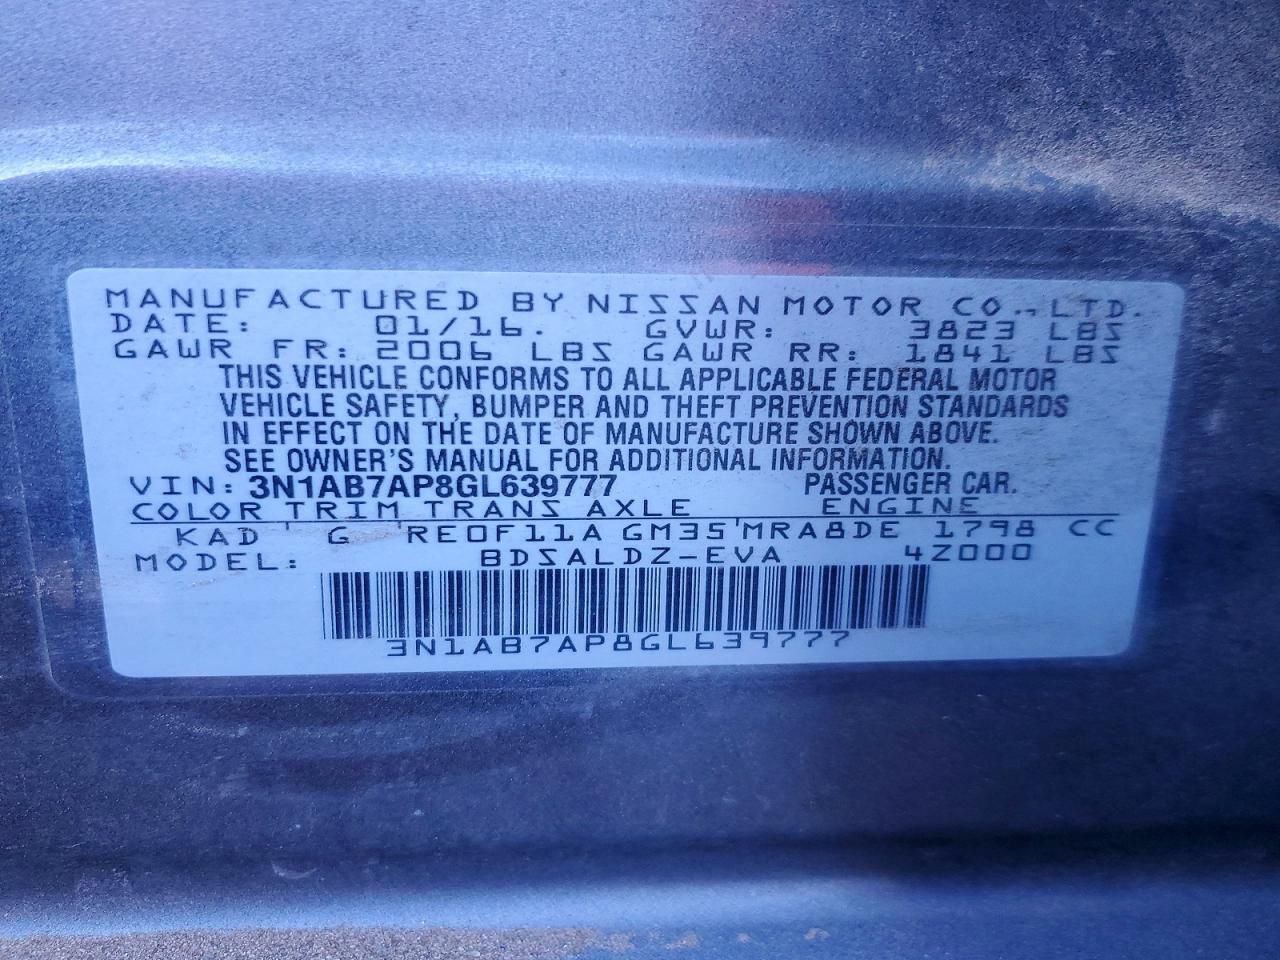 MANUFACTURED BY NISSAN MOTOR CO., LTD.
DATE: 01/16. GVWR: 3823 LBS
GAWR FR: 2006 LBS GAWR RR: 1841 LBS
THIS VEHICLE CONFORMS TO ALL APPLICABLE FEDERAL MOTOR
VEHICLE SAFETY, BUMPER AND THEFT PREVENTION STANDARDS
IN EFFECT ON THE DATE OF MANUFACTURE SHOWN ABOVE.
SEE OWNER'S MANUAL FOR ADDITIONAL INFORMATION.
VIN: 3N1AB7AP8GL639777 PASSENGER CAR.
COLOR TRIM TRANS AXLE ENGINE
KAD ' G ' RE0F11A GM35 ' MRA8DE 1798 CC
MODEL: BDSALDZ-EVA 4Z000
3N1AB7AP8GL639777